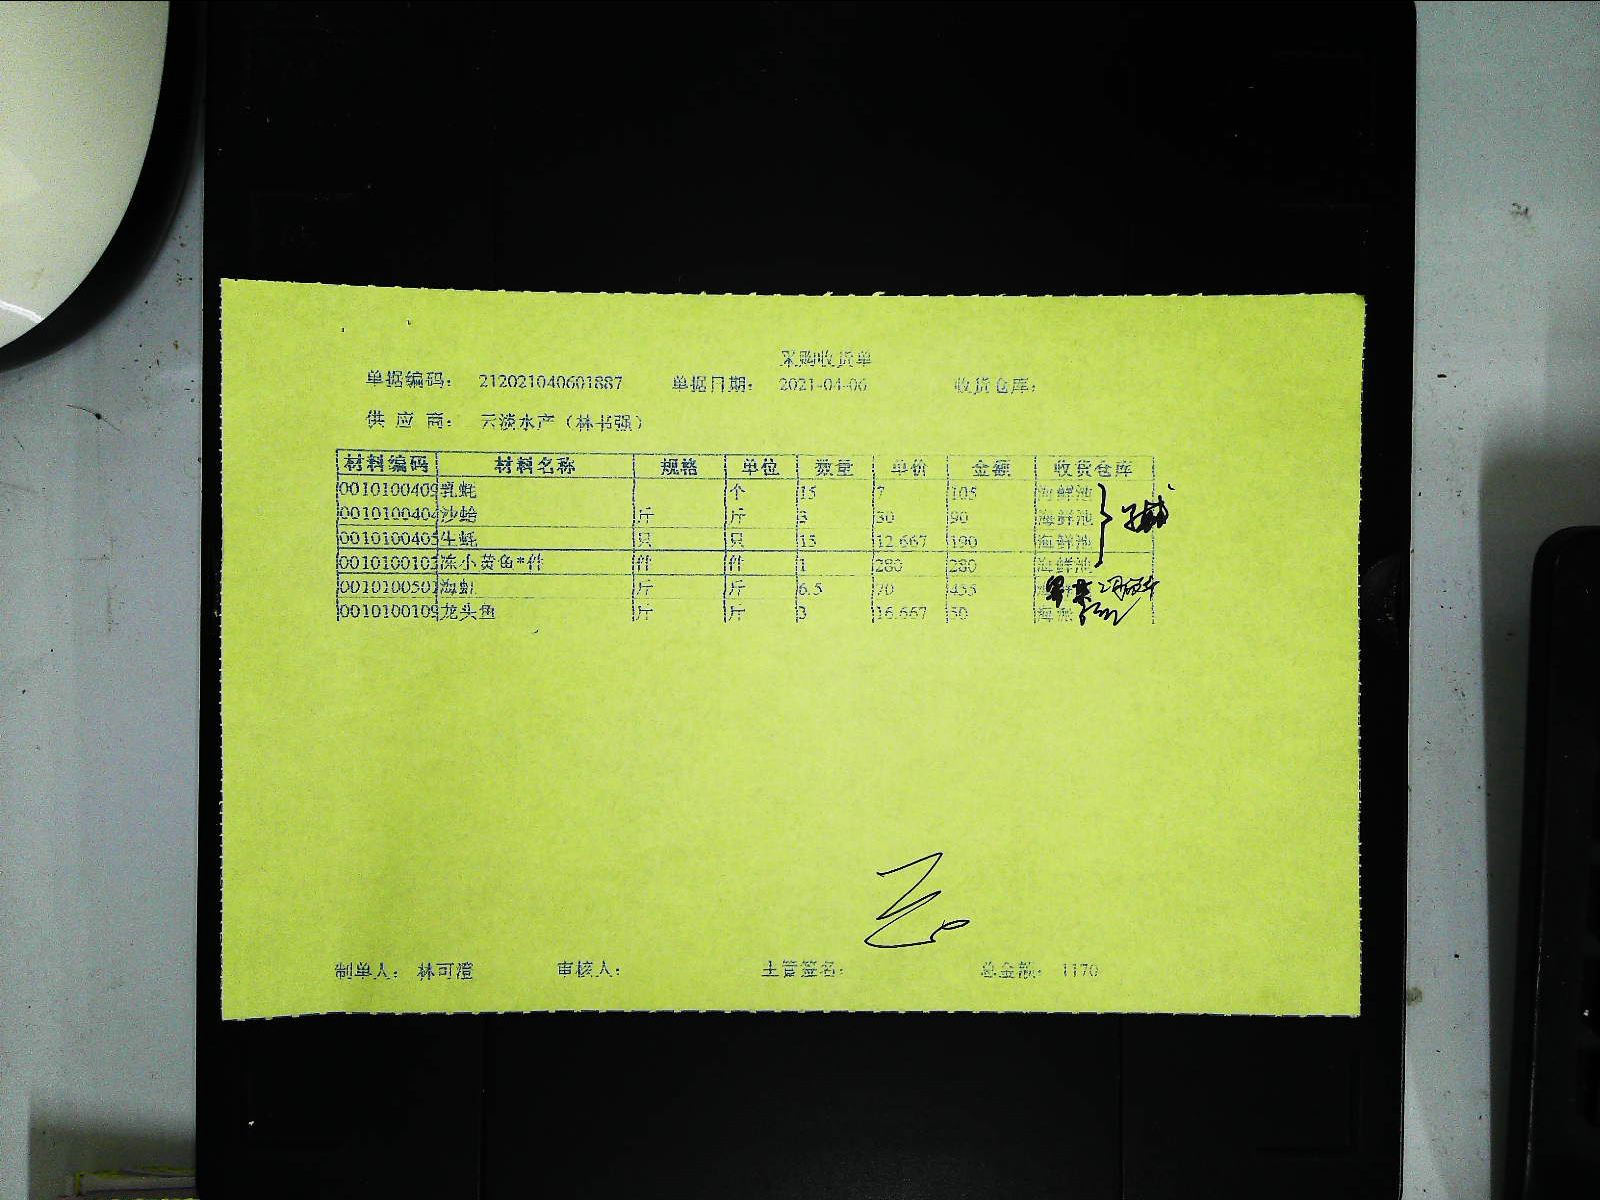 采购收货单
单据编码： 212021040601887 单据日期： 2021-04-06 收货仓库：
供 应 商： 云淡水产（林书强）
材料编码 材料名称 规格 单位 数量 单价 金额 收货仓库
0010100409 乳蚝 个 15 7 105 海鲜池
0010100404 沙蛤 斤 斤 3 30 90 海鲜池
0010100405 生蚝 只 只 15 12.667 190 海鲜池
0010100102 冻小黄鱼*件 件 件 1 280 280 海鲜池
0010100501 海虹 斤 斤 6.5 70 455
0010100109 龙头鱼 斤 斤 3 16.667 50 海
制单人： 林可澄 审核人： 主管签名： 总金额： 1170